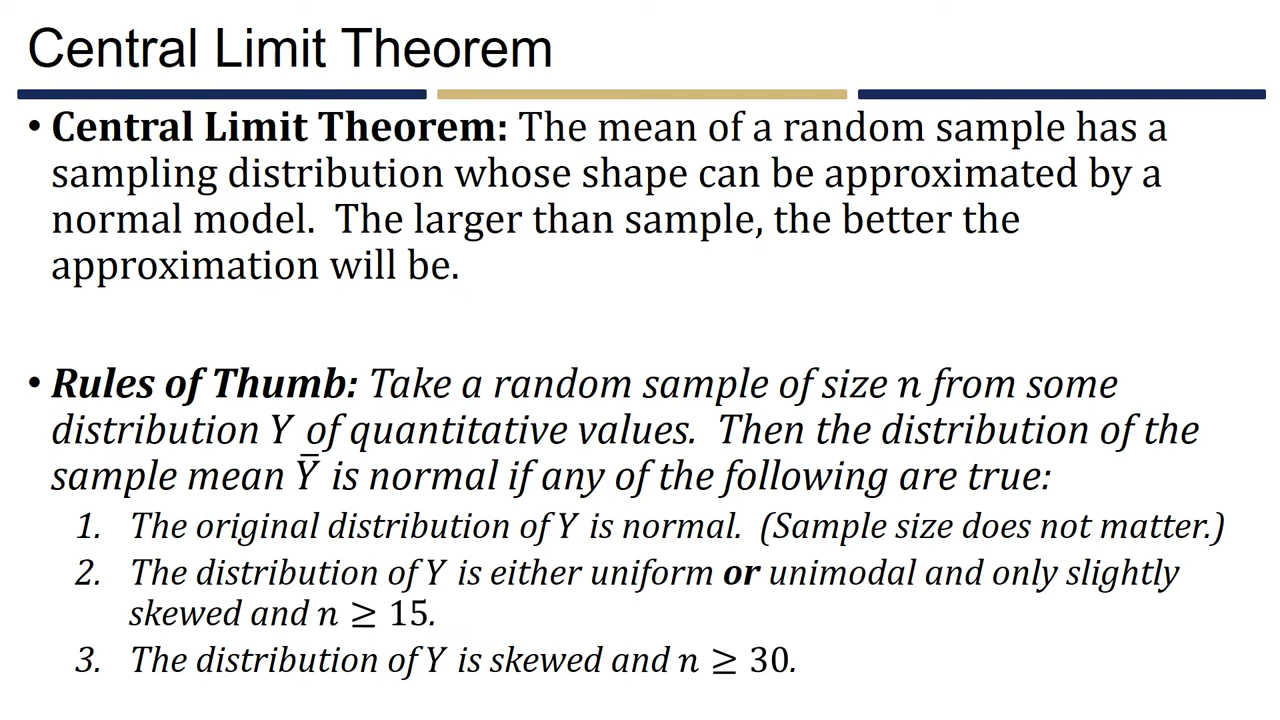 Central Limit Theorem
• Central Limit Theorem: The mean of a random sample has a
sampling distribution whose shape can be approximated by a
normal model.  The larger than sample, the better the
approximation will be.
• Rules of Thumb: Take a random sample of size n from some
distribution Y of quantitative values.  Then the distribution of the
sample mean Ȳ is normal if any of the following are true:
1. The original distribution of Y is normal.  (Sample size does not matter.)
2. The distribution of Y is either uniform or unimodal and only slightly
skewed and n ≥ 15.
3. The distribution of Y is skewed and n ≥ 30.